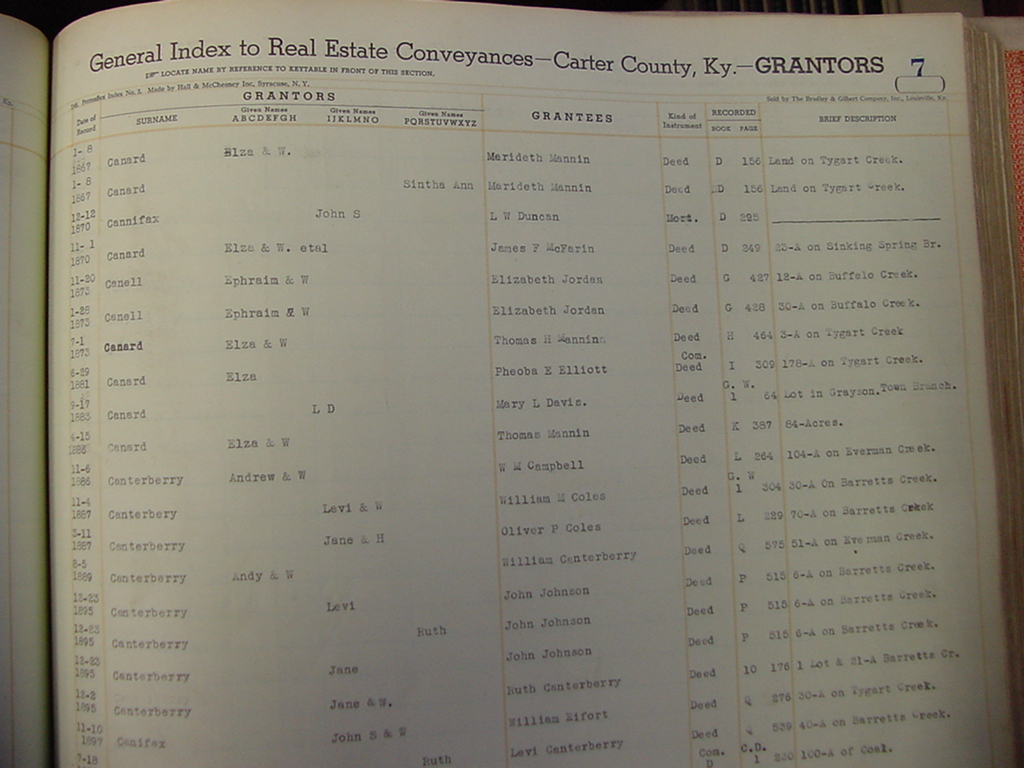 General Index to Real Estate Conveyances—Carter County, Ky.—GRANTORS 7
LOCATE NAME BY REFERENCE TO KEYTABLE IN FRONT OF THIS SECTION.
Made by Hall & McChesney Inc, Syracuse, N. Y.
Sold by The Bradley & Gilbert Company, Inc., Louisville, Ky.
Date of Record
GRANTORS
SURNAME
Given Names ABCDEFGH
Given Names IJKLMNO
Given Names PQRSTUVWXYZ
GRANTEES
Kind of Instrument
RECORDED
BOOK PAGE
BRIEF DESCRIPTION
1-8 1867 Canard Elza & W. Merideth Mannin Deed D 156 Land on Tygart Creek.
1-8 1867 Canard Sintha Ann Merideth Mannin Deed D 156 Land on Tygart Creek.
12-12 1870 Cannifax John S L W Duncan Mort. D 295
11-1 1870 Canard Elza & W. etal James F McFerin Deed D 249 23-A on Sinking Spring Br.
11-20 1873 Canell Ephraim & W Elizabeth Jordan Deed G 427 12-A on Buffelo Creek.
1-28 1873 Canell Ephraim & W Elizabeth Jordan Deed G 428 30-A on Buffalo Creek.
7-1 1873 Canard Elza & W Thomas H Mannin Deed H 464 3-A on Tygart Creek
6-29 1881 Canard Elza Pheoba E Elliott Com. Deed I 309 178-A on Tygart Creek.
9-17 1883 Canard L D Mary L Davis. Deed G. W. 1 64 Lot in Grayson.Town Branch.
4-15 1886 Canard Elza & W Thomas Mannin Deed K 387 84-Acres.
11-6 1886 Canterberry Andrew & W W M Campbell Deed L 264 104-A on Everman Creek.
11-4 1887 Canterbery Levi & W William M Coles Deed G. W 1 304 30-A On Barretts Creek.
3-11 1887 Canterberry Jane & H Oliver P Coles Deed L 229 70-A on Barretts Creek
8-5 1889 Canterberry Andy & W William Canterberry Deed Q 575 51-A on Everman Creek.
12-23 1895 Canterberry Levi John Johnson Deed P 515 6-A on Barretts Creek.
12-23 1895 Canterberry Ruth John Johnson Deed P 515 6-A on Barretts Creek.
12-23 1895 Canterberry Jane John Johnson Deed P 515 6-A on Barretts Creek.
12-2 1895 Canterberry Jane & W. Ruth Canterberry Deed 10 176 1 Lot & 21-A Barretts Cr.
11-10 1897 Canifax John S & W William Eifort Deed Q 276 30-A on Tygart Creek.
7-18 Ruth Levi Canterberry Deed Q 539 40-A on Barretts Creek.
Com. D C.D. 1 230 100-A of Coal.